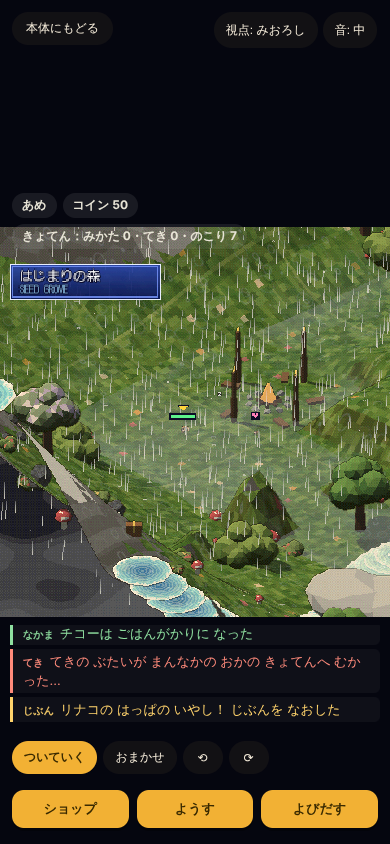 本体にもどる
視点: みおろし
音: 中
あめ
コイン 50
きょてん：みかた 0・てき 0・のこり 7
はじまりの森
SEED GROVE
なかま チコーは ごはんがかりに なった
てき てきの ぶたいが まんなかの おかの きょてんへ むか
った...
じぶん リナコの はっぱの いやし！ じぶんを なおした
ついていく
おまかせ
⟲
⟳
ショップ
ようす
よびだす